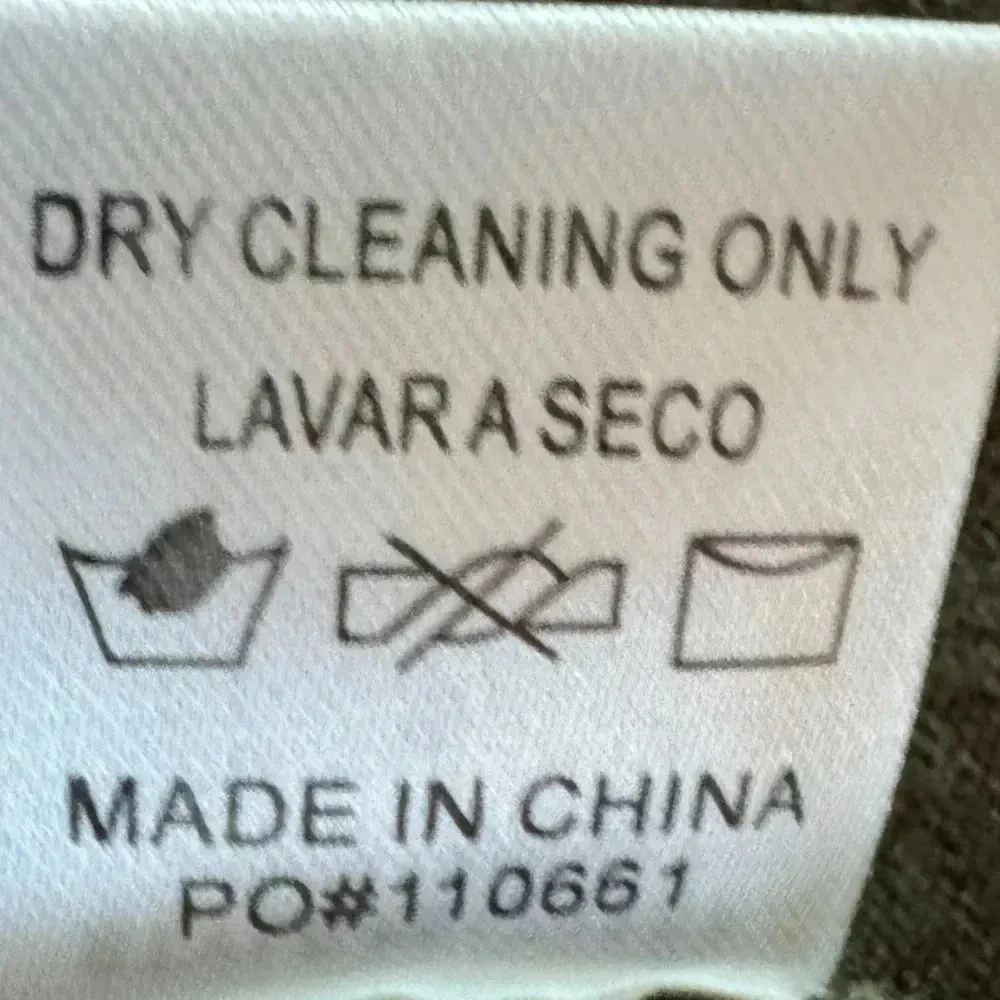 DRY CLEANING ONLY
LAVAR A SECO
MADE IN CHINA
PO#110661